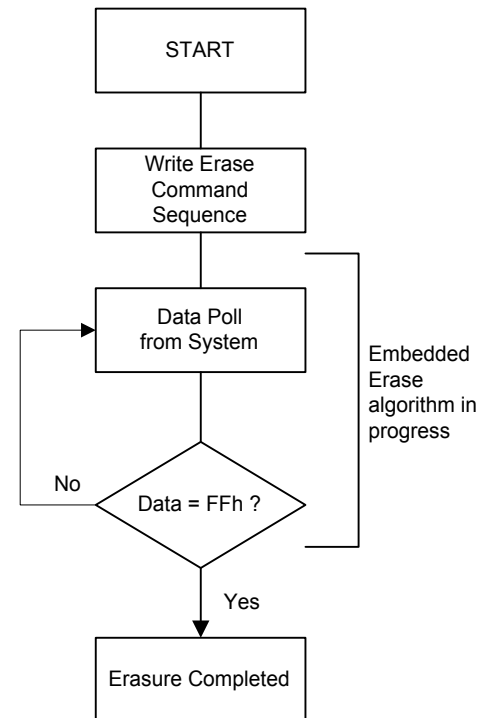 START
Write Erase
Command
Sequence
Data Poll
from System
Embedded
Erase
algorithm in
progress
No
Data = FFh ?
Yes
Erasure Completed